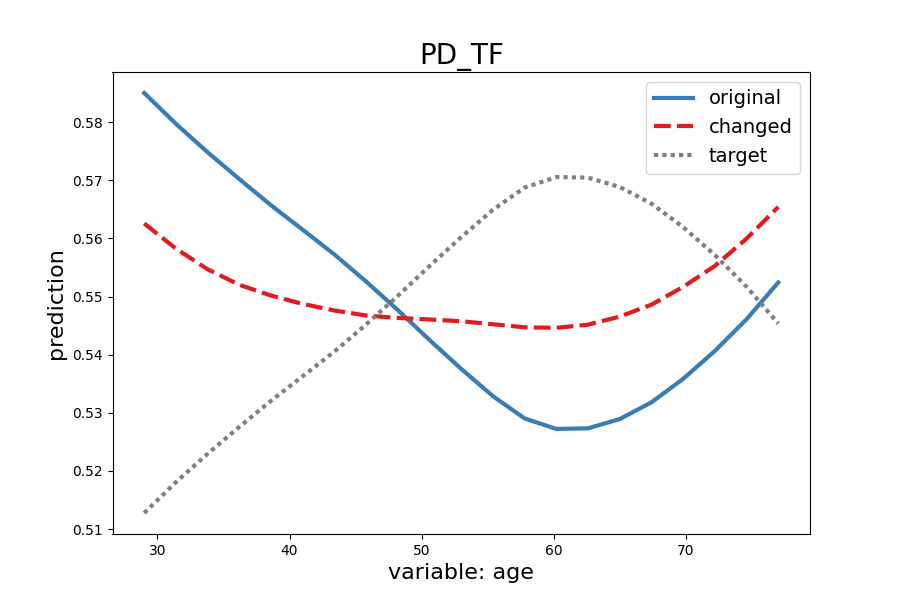 PD_TF
original
changed
target
prediction
0.58
0.57
0.56
0.55
0.54
0.53
0.52
0.51
30 40 50 60 70
variable: age